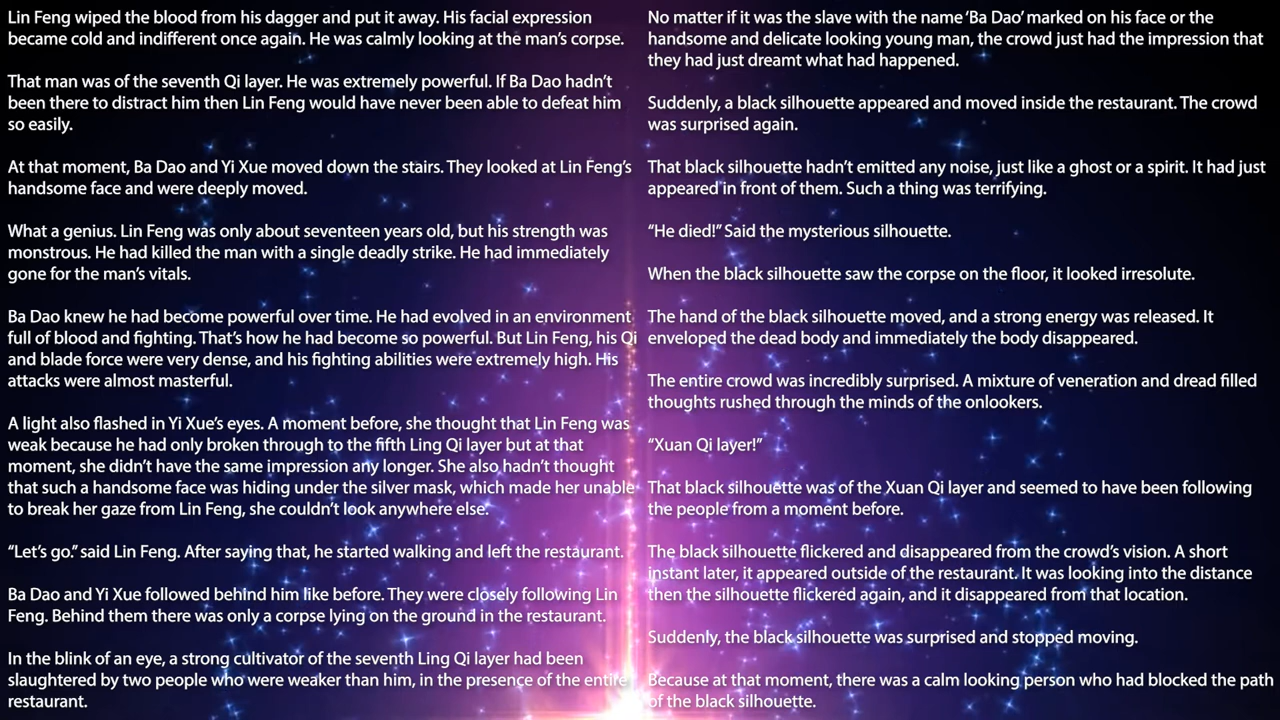 Lin Feng wiped the blood from his dagger and put it away. His facial expression
became cold and indifferent once again. He was calmly looking at the man’s corpse.
That man was of the seventh Qi layer. He was extremely powerful. If Ba Dao hadn’t
been there to distract him then Lin Feng would have never been able to defeat him
so easily.
At that moment, Ba Dao and Yi Xue moved down the stairs. They looked at Lin Feng’s
handsome face and were deeply moved.
What a genius. Lin Feng was only about seventeen years old, but his strength was
monstrous. He had killed the man with a single deadly strike. He had immediately
gone for the man’s vitals.
Ba Dao knew he had become powerful over time. He had evolved in an environment
full of blood and fighting. That’s how he had become so powerful. But Lin Feng, his Qi
and blade force were very dense, and his fighting abilities were extremely high. His
attacks were almost masterful.
A light also flashed in Yi Xue’s eyes. A moment before, she thought that Lin Feng was
weak because he had only broken through to the fifth Ling Qi layer but at that
moment, she didn’t have the same impression any longer. She also hadn’t thought
that such a handsome face was hiding under the silver mask, which made her unable
to break her gaze from Lin Feng, she couldn’t look anywhere else.
“Let’s go.” said Lin Feng. After saying that, he started walking and left the restaurant.
Ba Dao and Yi Xue followed behind him like before. They were closely following Lin
Feng. Behind them there was only a corpse lying on the ground in the restaurant.
In the blink of an eye, a strong cultivator of the seventh Ling Qi layer had been
slaughtered by two people who were weaker than him, in the presence of the entire
restaurant.
No matter if it was the slave with the name ‘Ba Dao’ marked on his face or the
handsome and delicate looking young man, the crowd just had the impression that
they had just dreamt what had happened.
Suddenly, a black silhouette appeared and moved inside the restaurant. The crowd
was surprised again.
That black silhouette hadn’t emitted any noise, just like a ghost or a spirit. It had just
appeared in front of them. Such a thing was terrifying.
“He died!” Said the mysterious silhouette.
When the black silhouette saw the corpse on the floor, it looked irresolute.
The hand of the black silhouette moved, and a strong energy was released. It
enveloped the dead body and immediately the body disappeared.
The entire crowd was incredibly surprised. A mixture of veneration and dread filled
thoughts rushed through the minds of the onlookers.
“Xuan Qi layer!”
That black silhouette was of the Xuan Qi layer and seemed to have been following
the people from a moment before.
The black silhouette flickered and disappeared from the crowd’s vision. A short
instant later, it appeared outside of the restaurant. It was looking into the distance
then the silhouette flickered again, and it disappeared from that location.
Suddenly, the black silhouette was surprised and stopped moving.
Because at that moment, there was a calm looking person who had blocked the path
of the black silhouette.